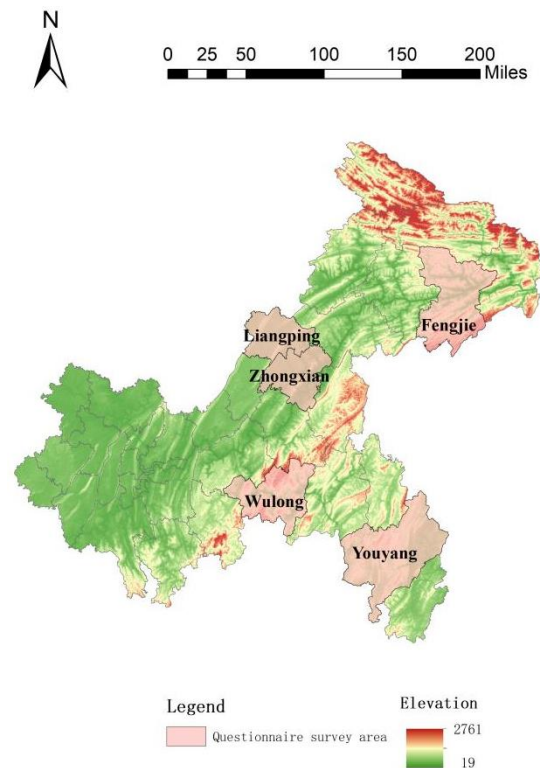 N
0 25 50 100 150 200
Miles
Fengjie
Liangping
Zhongxian
Wulong
Youyang
Legend
Questionnaire survey area
Elevation
2761
19